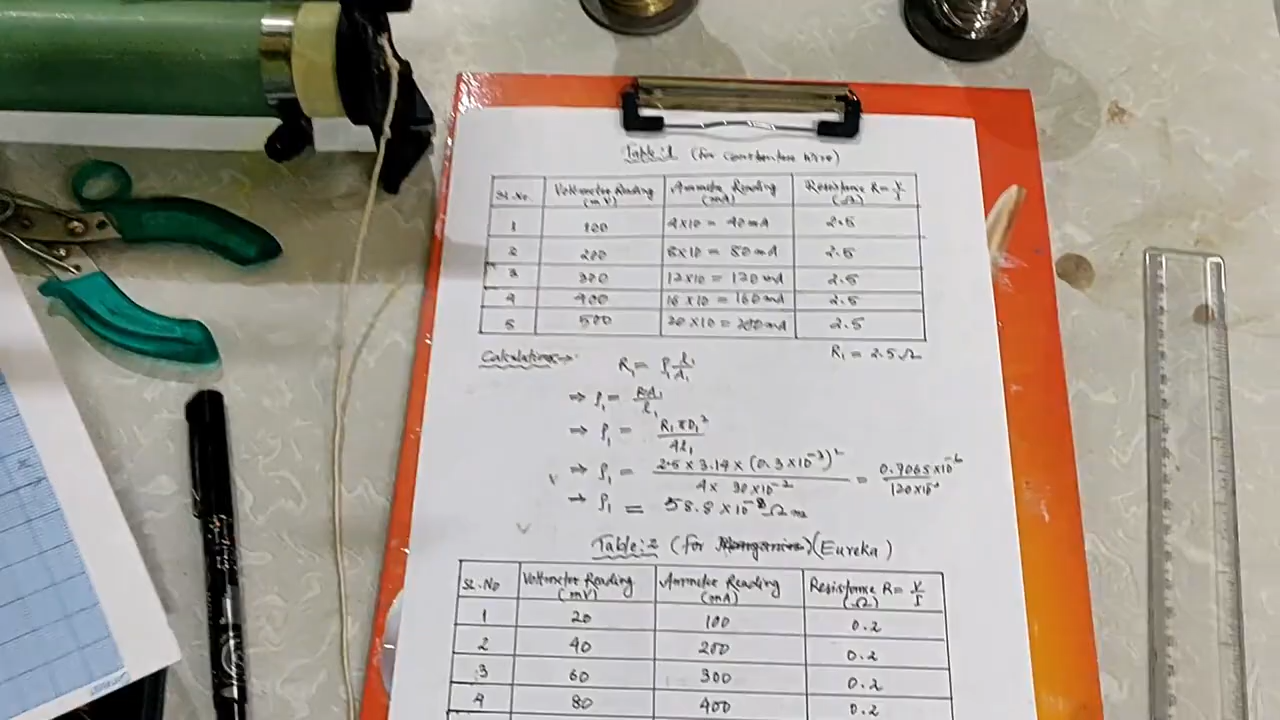 Table:1 (for Constantan wire)
SL.No. Voltmeter Reading (mV) Ammeter Reading (mA) Resistance R = V/I (Ω)
1 100 4×10 = 40 mA 2.5
2 200 8×10 = 80 mA 2.5
3 300 12×10 = 120 mA 2.5
4 400 16×10 = 160 mA 2.5
5 500 20×10 = 200 mA 2.5
R₁ = 2.5 Ω
Calculation→
R₁ = ρ₁ l₁/A₁
⇒ ρ₁ = RA₁/l₁
⇒ ρ₁ = R₁πD₁²/4l₁
⇒ ρ₁ = 2.5 × 3.14 × (0.3×10⁻³)²/4 × 30×10⁻² = 0.7065×10⁻⁶/120×10⁻²
⇒ ρ₁ = 58.8 × 10⁻⁸ Ω m
Table:2 (for (Eureka)
SL.No Voltmeter Reading (mV) Ammeter Reading (mA) Resistance R = V/I (Ω)
1 20 100 0.2
2 40 200 0.2
3 60 300 0.2
4 80 400 0.2